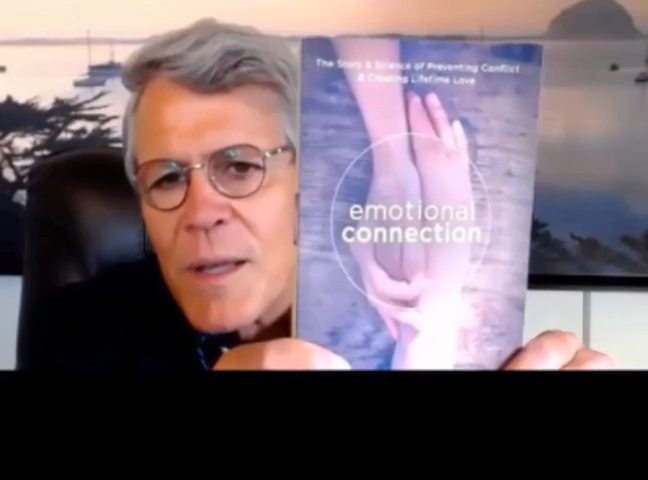 The Story & Science of Preventing Conflict
& Creating Lifetime Love
emotional
connection